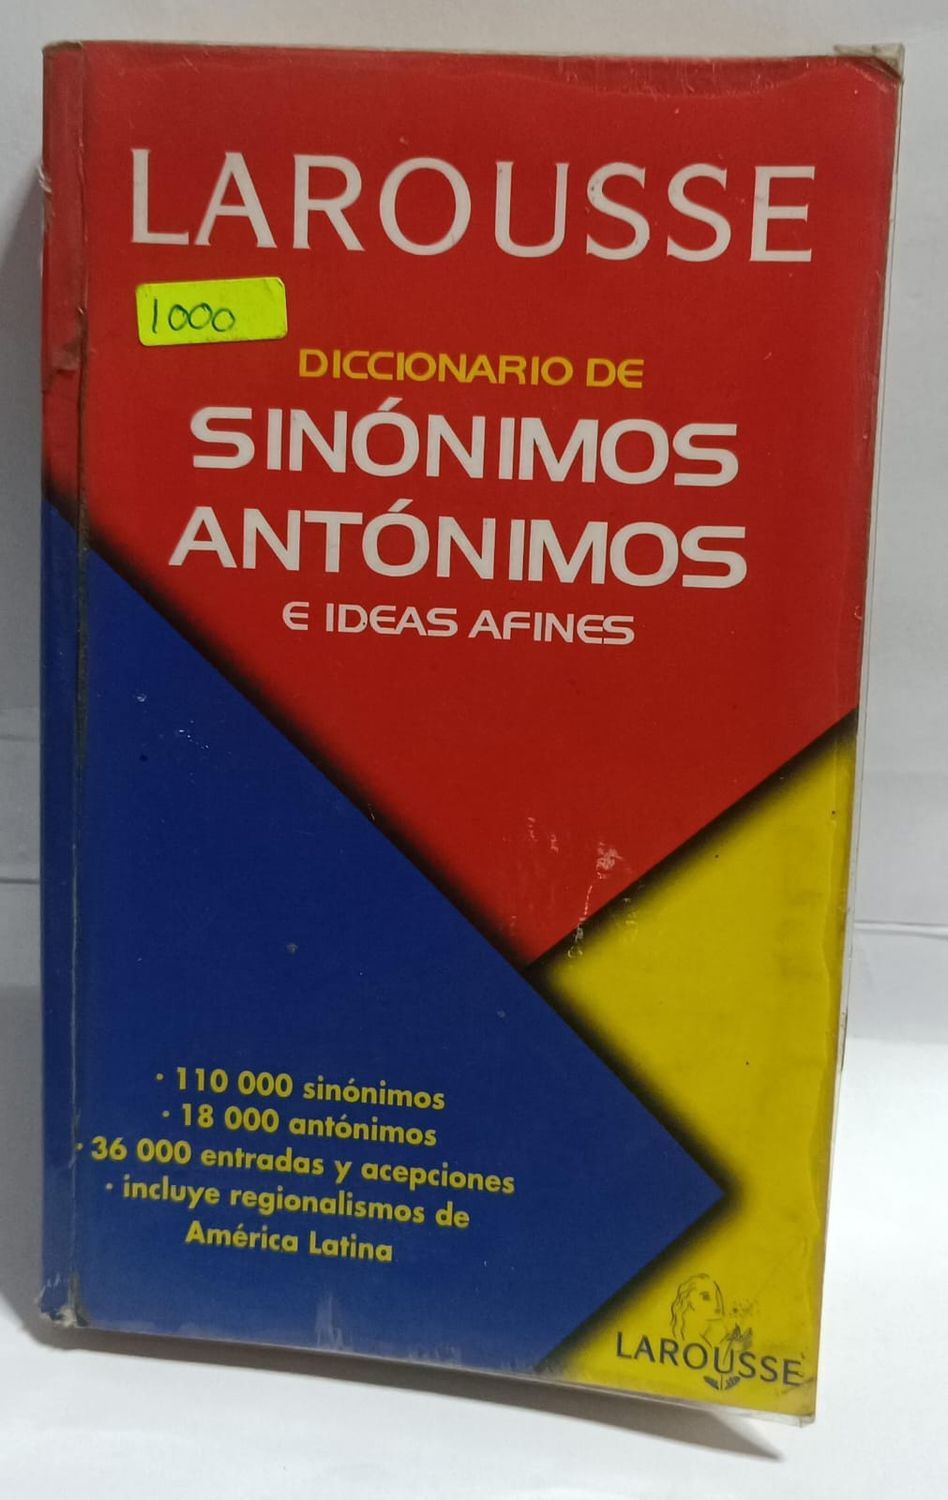 LAROUSSE
1000
DICCIONARIO DE
SINÓNIMOS
ANTÓNIMOS
E IDEAS AFINES
· 110 000 sinónimos
· 18 000 antónimos
· 36 000 entradas y acepciones
· incluye regionalismos de
América Latina
LAROUSSE